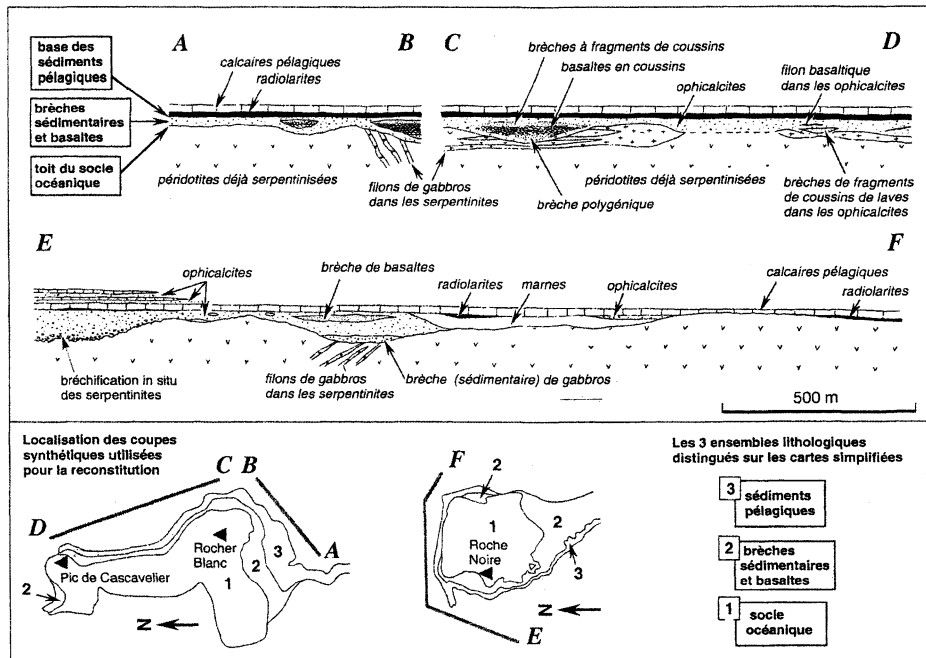 base des
sédiments
pélagiques
brèches
sédimentaires
et basaltes
toit du socle
océanique
A
B
calcaires pélagiques
radiolarites
péridotites déjà serpentinisées
filons de gabbros
dans les serpentinites
C
D
brèches à fragments de coussins
basaltes en coussins
ophicalcites
filon basaltique
dans les ophicalcites
péridotites déjà serpentinisées
brèche polygénique
brèches de fragments
de coussins de laves
dans les ophicalcites
E
F
ophicalcites
brèche de basaltes
radiolarites
marnes
ophicalcites
calcaires pélagiques
radiolarites
bréchification in situ
des serpentinites
filons de gabbros
dans les serpentinites
brèche (sédimentaire) de gabbros
500 m
Localisation des coupes
synthétiques utilisées
pour la reconstitution
C B
D
A
Rocher
Blanc
Pic de Cascavelier
1
2
3
2
N
F
2
1
2
Roche
Noire
3
N
E
Les 3 ensembles lithologiques
distingués sur les cartes simplifiées
3
sédiments
pélagiques
2
brèches
sédimentaires
et basaltes
1
socle
océanique